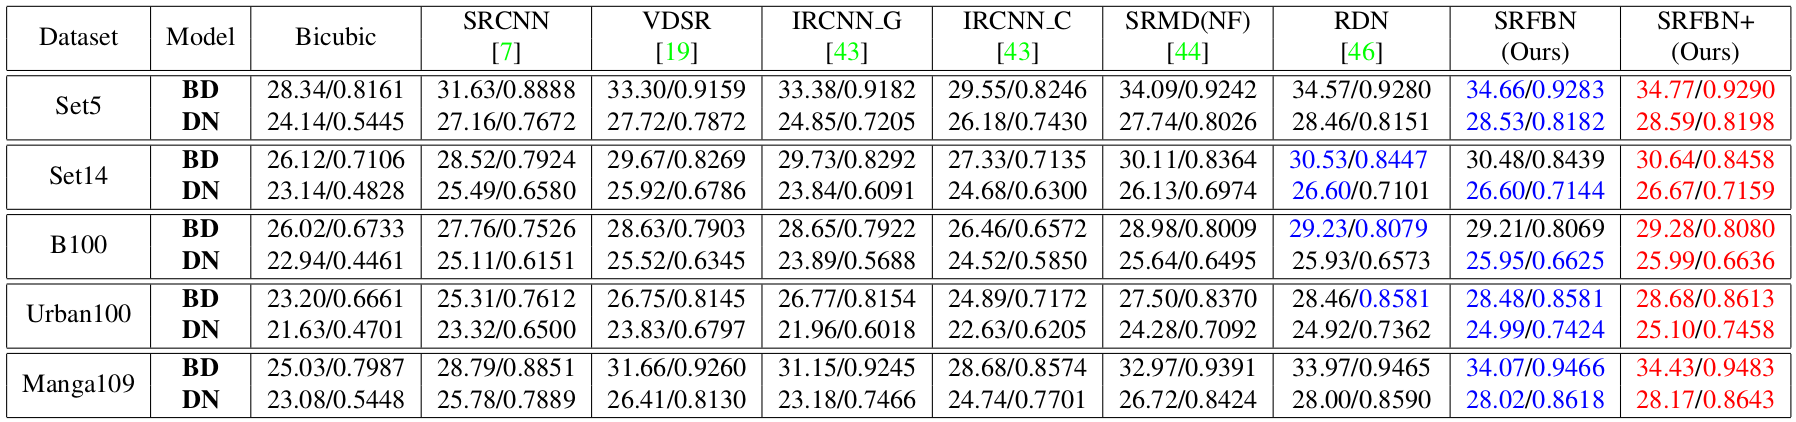 Dataset Model Bicubic SRCNN [7] VDSR [19] IRCNN_G [43] IRCNN_C [43] SRMD(NF) [44] RDN [46] SRFBN (Ours) SRFBN+ (Ours)
Set5 BD 28.34/0.8161 31.63/0.8888 33.30/0.9159 33.38/0.9182 29.55/0.8246 34.09/0.9242 34.57/0.9280 34.66/0.9283 34.77/0.9290
DN 24.14/0.5445 27.16/0.7672 27.72/0.7872 24.85/0.7205 26.18/0.7430 27.74/0.8026 28.46/0.8151 28.53/0.8182 28.59/0.8198
Set14 BD 26.12/0.7106 28.52/0.7924 29.67/0.8269 29.73/0.8292 27.33/0.7135 30.11/0.8364 30.53/0.8447 30.48/0.8439 30.64/0.8458
DN 23.14/0.4828 25.49/0.6580 25.92/0.6786 23.84/0.6091 24.68/0.6300 26.13/0.6974 26.60/0.7101 26.60/0.7144 26.67/0.7159
B100 BD 26.02/0.6733 27.76/0.7526 28.63/0.7903 28.65/0.7922 26.46/0.6572 28.98/0.8009 29.23/0.8079 29.21/0.8069 29.28/0.8080
DN 22.94/0.4461 25.11/0.6151 25.52/0.6345 23.89/0.5688 24.52/0.5850 25.64/0.6495 25.93/0.6573 25.95/0.6625 25.99/0.6636
Urban100 BD 23.20/0.6661 25.31/0.7612 26.75/0.8145 26.77/0.8154 24.89/0.7172 27.50/0.8370 28.46/0.8581 28.48/0.8581 28.68/0.8613
DN 21.63/0.4701 23.32/0.6500 23.83/0.6797 21.96/0.6018 22.63/0.6205 24.28/0.7092 24.92/0.7362 24.99/0.7424 25.10/0.7458
Manga109 BD 25.03/0.7987 28.79/0.8851 31.66/0.9260 31.15/0.9245 28.68/0.8574 32.97/0.9391 33.97/0.9465 34.07/0.9466 34.43/0.9483
DN 23.08/0.5448 25.78/0.7889 26.41/0.8130 23.18/0.7466 24.74/0.7701 26.72/0.8424 28.00/0.8590 28.02/0.8618 28.17/0.8643